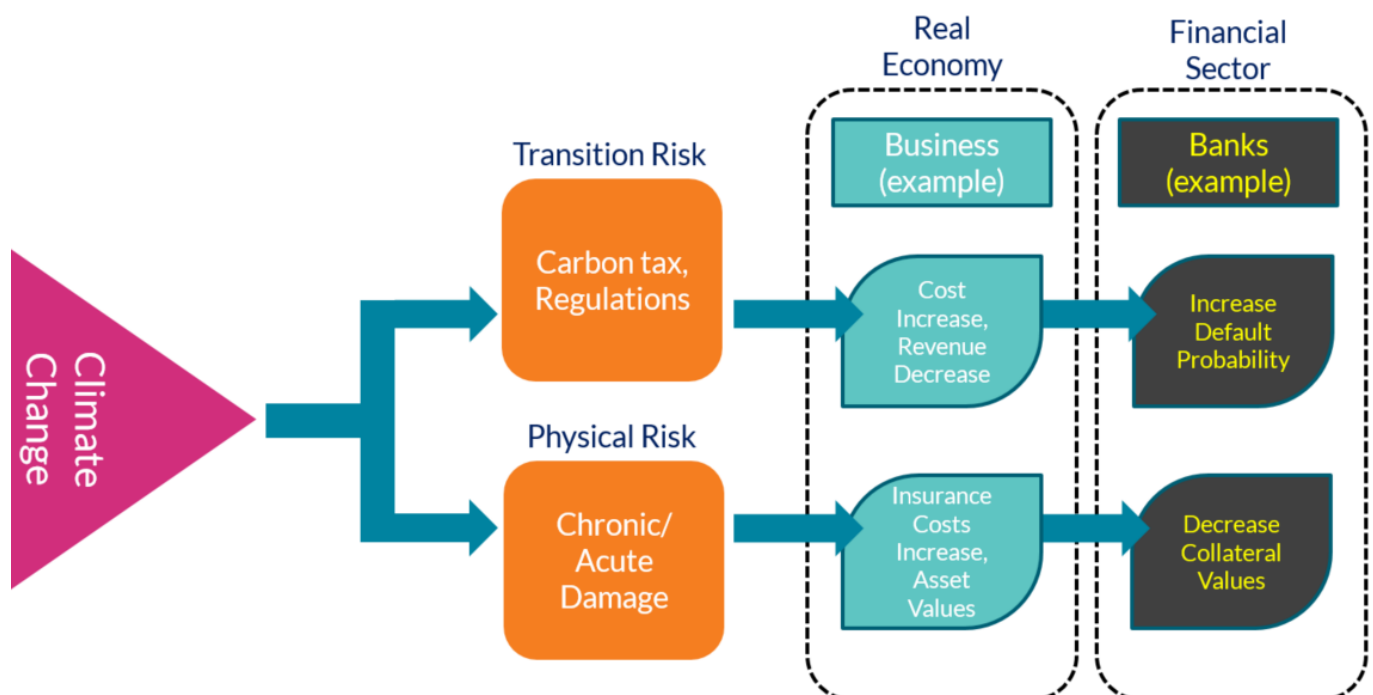 Real
Economy
Financial
Sector
Business
(example)
Banks
(example)
Transition Risk
Carbon tax,
Regulations
Cost
Increase,
Revenue
Decrease
Increase
Default
Probability
Climate
Change
Physical Risk
Chronic/
Acute
Damage
Insurance
Costs
Increase,
Asset
Values
Decrease
Collateral
Values